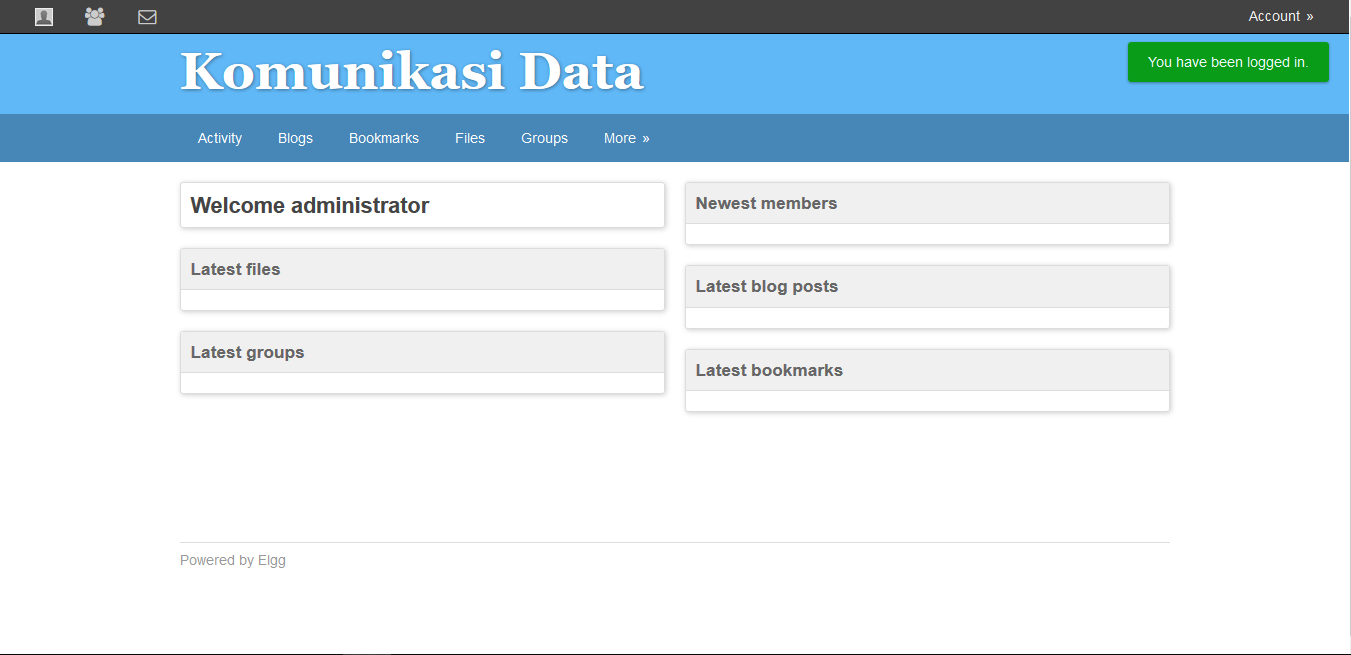 Account »
Komunikasi Data
You have been logged in.
Activity Blogs Bookmarks Files Groups More »
Welcome administrator
Latest files
Latest groups
Newest members
Latest blog posts
Latest bookmarks
Powered by Elgg